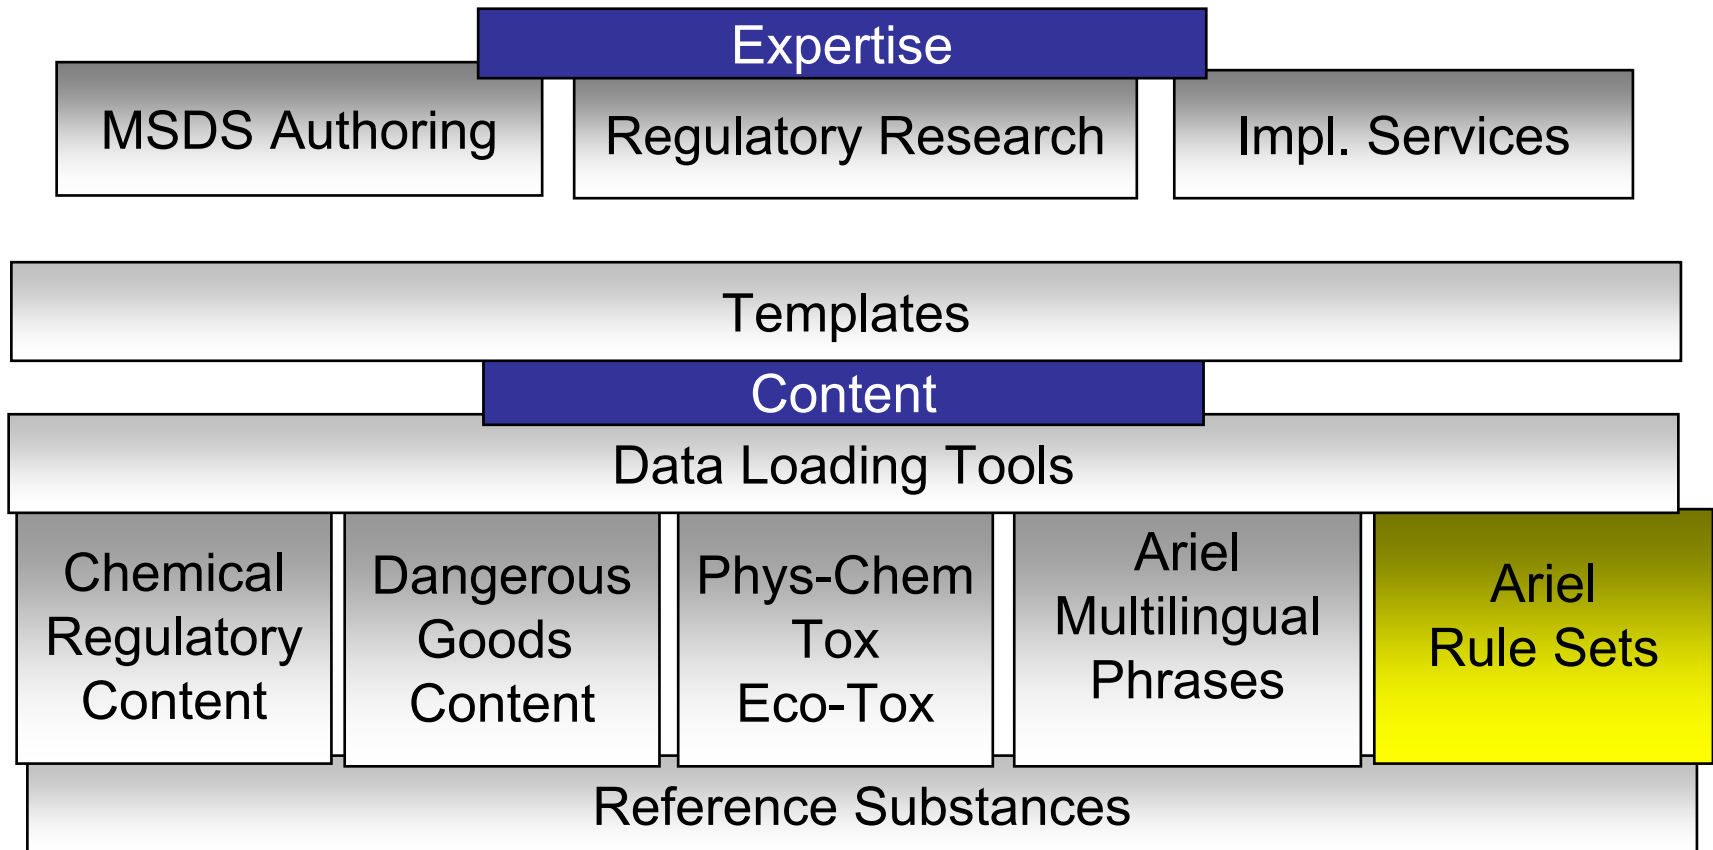 Expertise
MSDS Authoring
Regulatory Research
Impl. Services
Templates
Content
Data Loading Tools
Chemical
Regulatory
Content
Dangerous
Goods
Content
Phys-Chem
Tox
Eco-Tox
Ariel
Multilingual
Phrases
Ariel
Rule Sets
Reference Substances